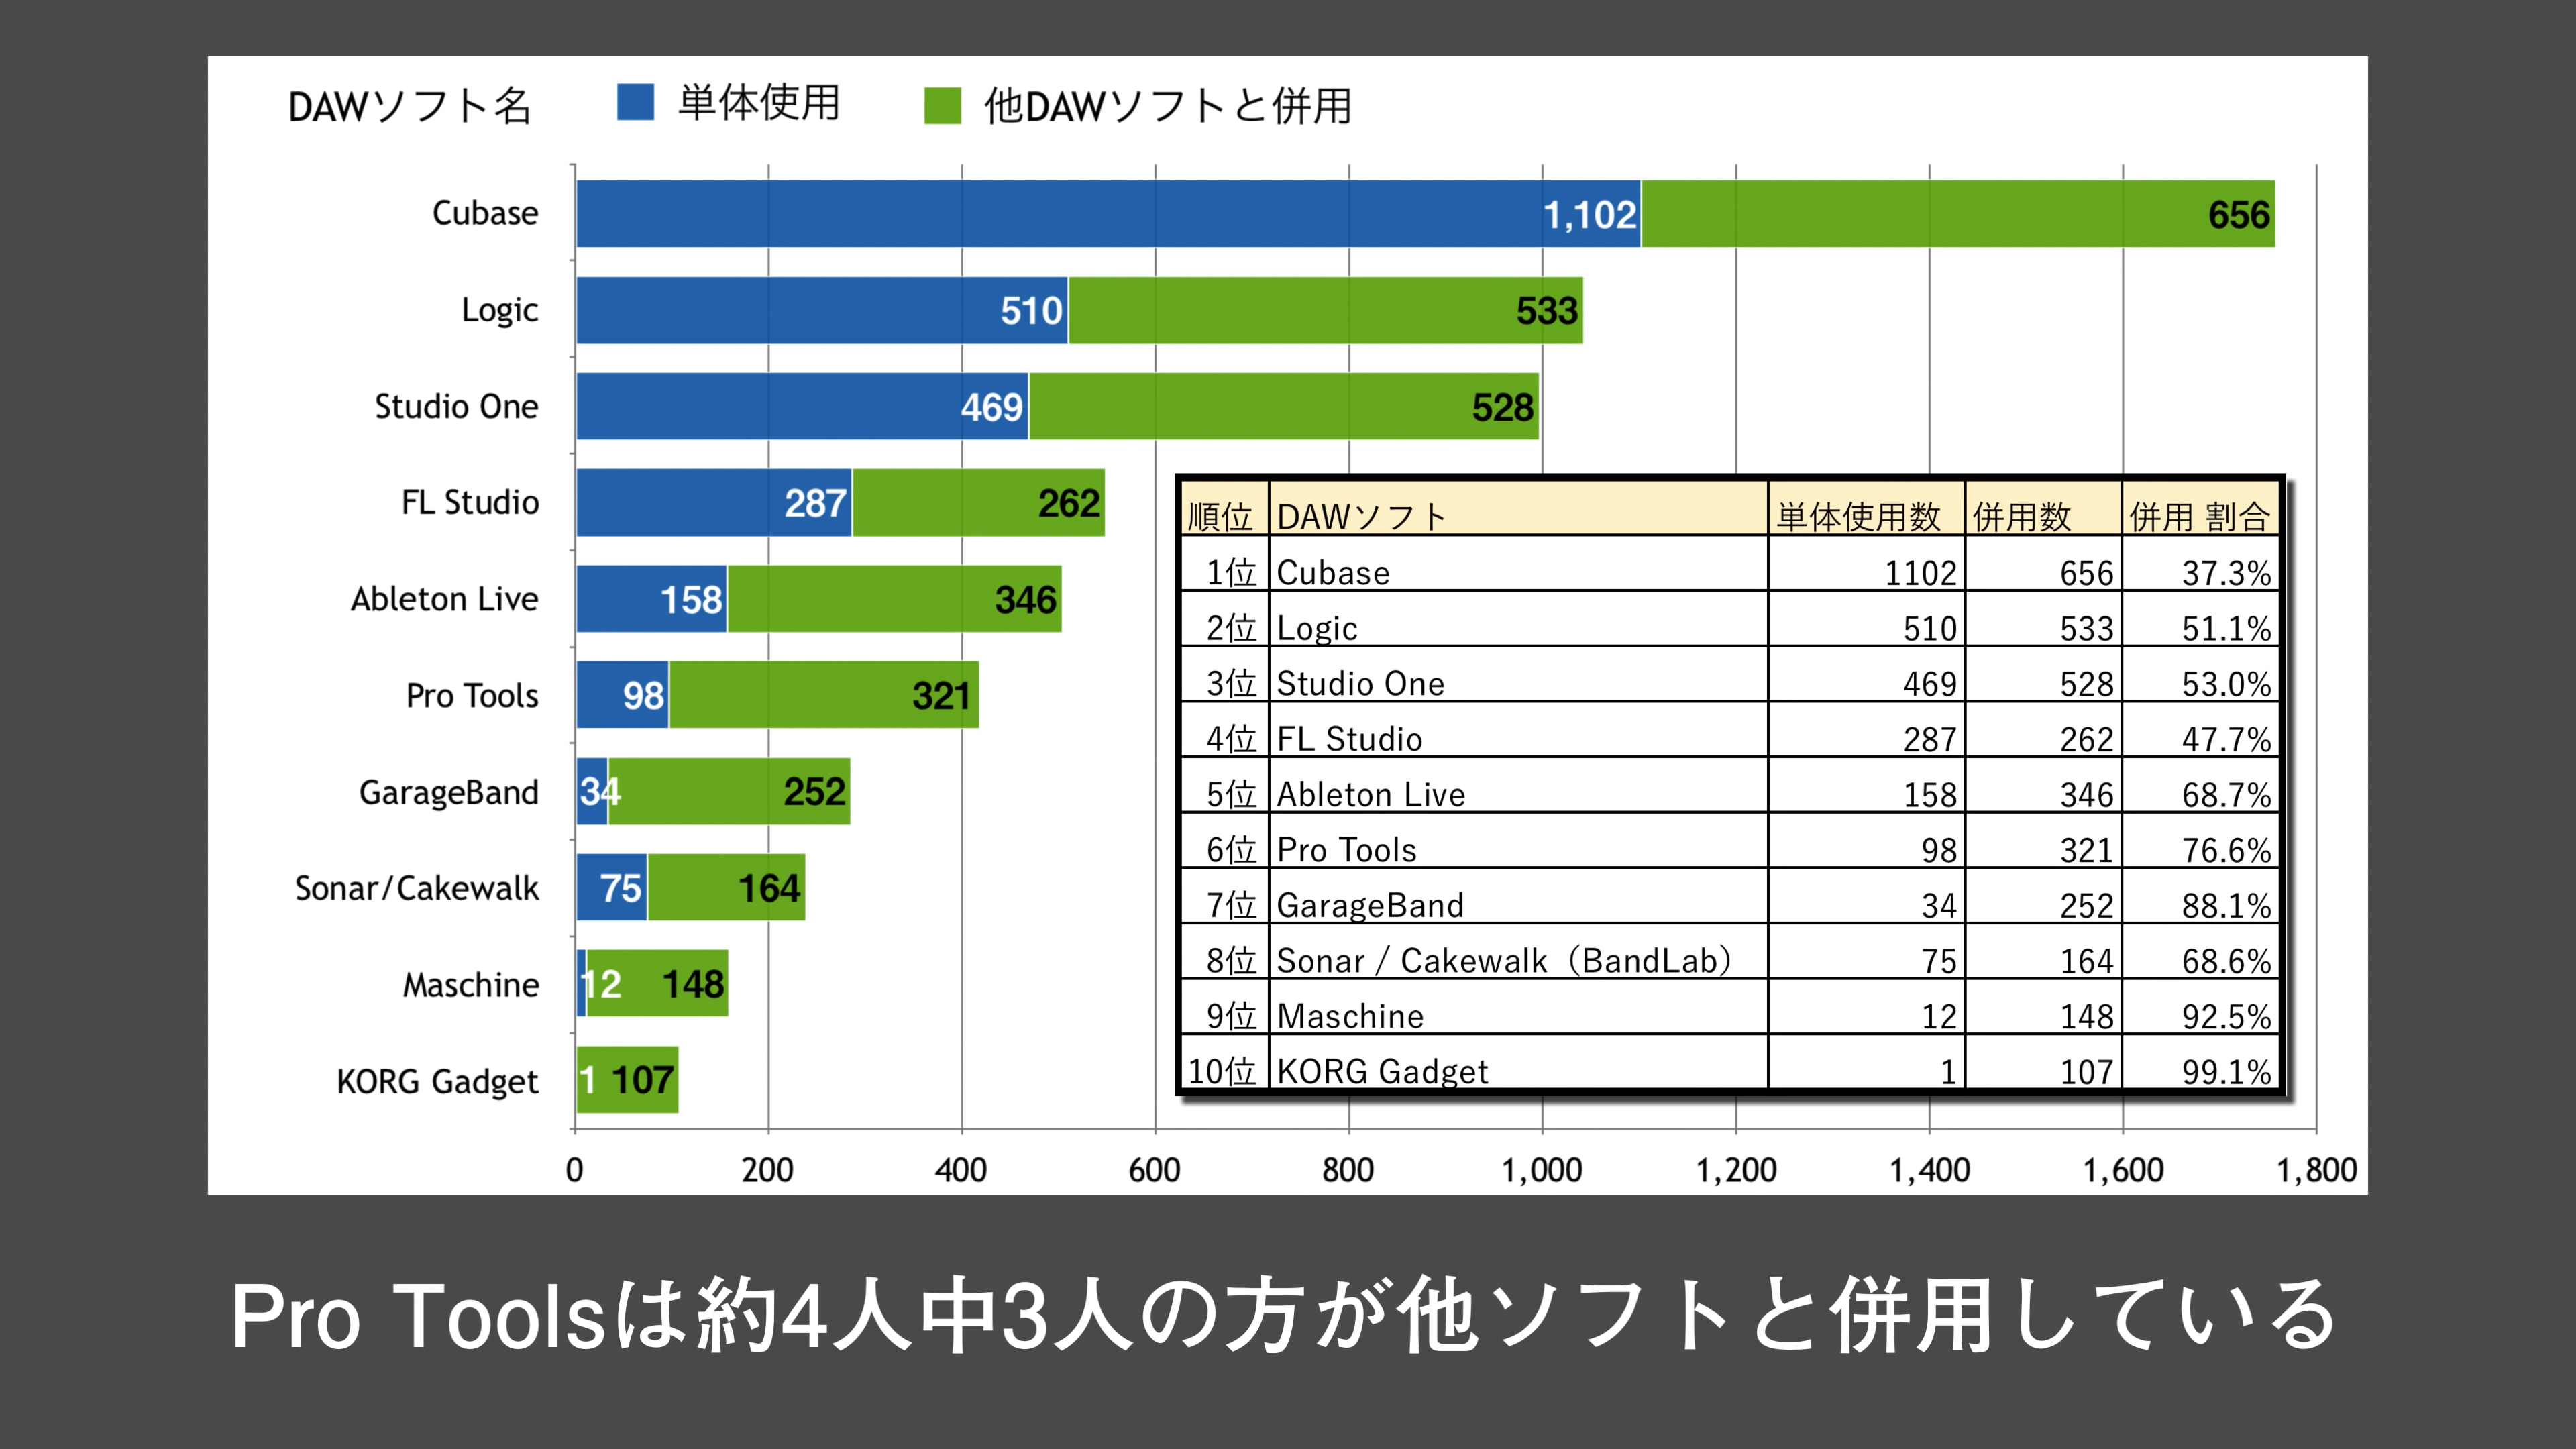 DAWソフト名 単体使用 他DAWソフトと併用
Cubase 1,102 656
Logic 510 533
Studio One 469 528
FL Studio 287 262
Ableton Live 158 346
Pro Tools 98 321
GarageBand 34 252
Sonar/Cakewalk 75 164
Maschine 12 148
KORG Gadget 1 107
0 200 400 600 800 1,000 1,200 1,400 1,600 1,800
順位 DAWソフト 単体使用数 併用数 併用 割合
1位 Cubase 1102 656 37.3%
2位 Logic 510 533 51.1%
3位 Studio One 469 528 53.0%
4位 FL Studio 287 262 47.7%
5位 Ableton Live 158 346 68.7%
6位 Pro Tools 98 321 76.6%
7位 GarageBand 34 252 88.1%
8位 Sonar / Cakewalk（BandLab） 75 164 68.6%
9位 Maschine 12 148 92.5%
10位 KORG Gadget 1 107 99.1%
Pro Toolsは約4人中3人の方が他ソフトと併用している